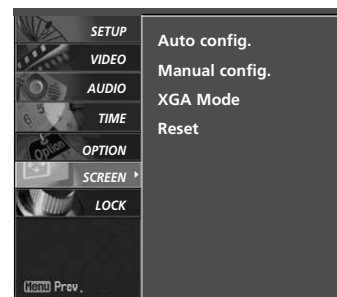 SETUP
VIDEO
AUDIO
TIME
OPTION
SCREEN
LOCK
Menu Prev.
Auto config.
Manual config.
XGA Mode
Reset